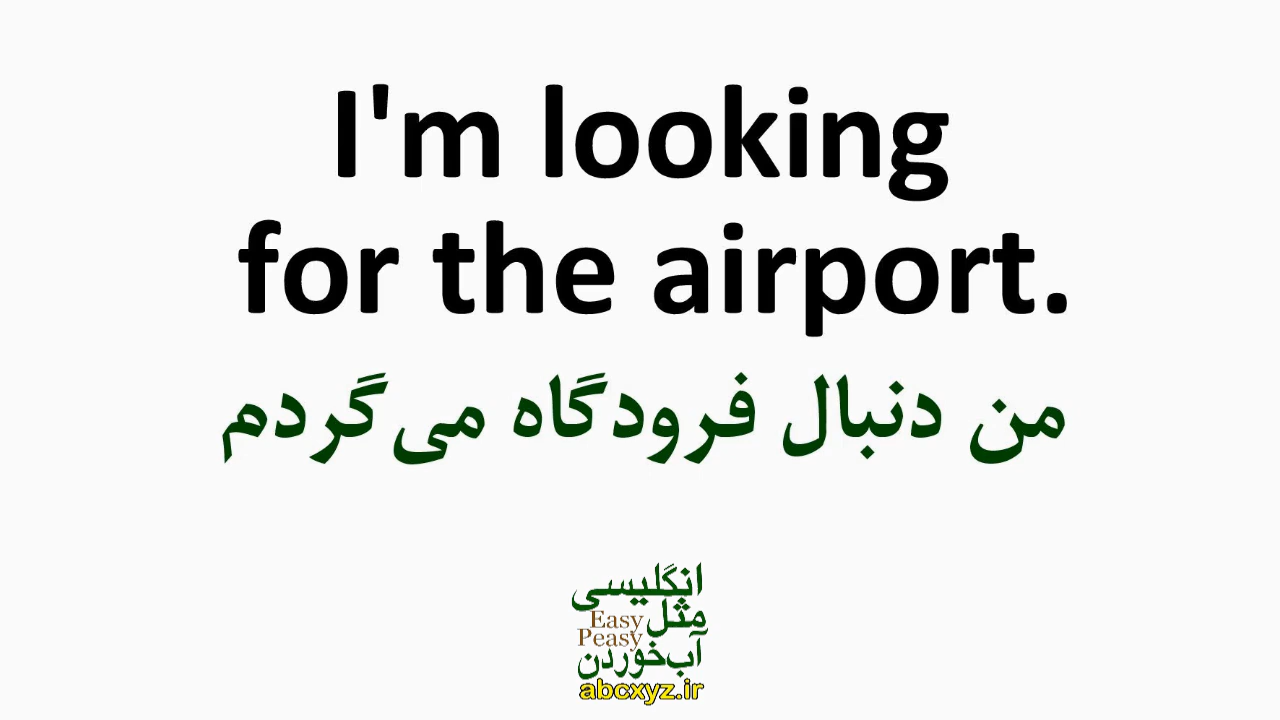 I'm looking
for the airport.
من دنبال فرودگاه می‌گردم
انگلیسی
مثل
Easy
Peasy
آب‌خوردن
abcxyz.ir